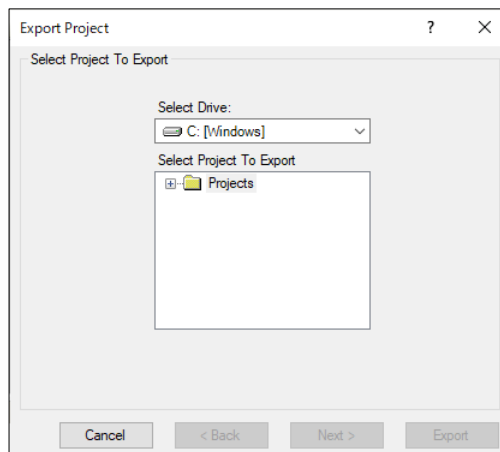 Export Project
Select Project To Export
Select Drive:
C: [Windows]
Select Project To Export
Projects
Cancel
< Back
Next >
Export